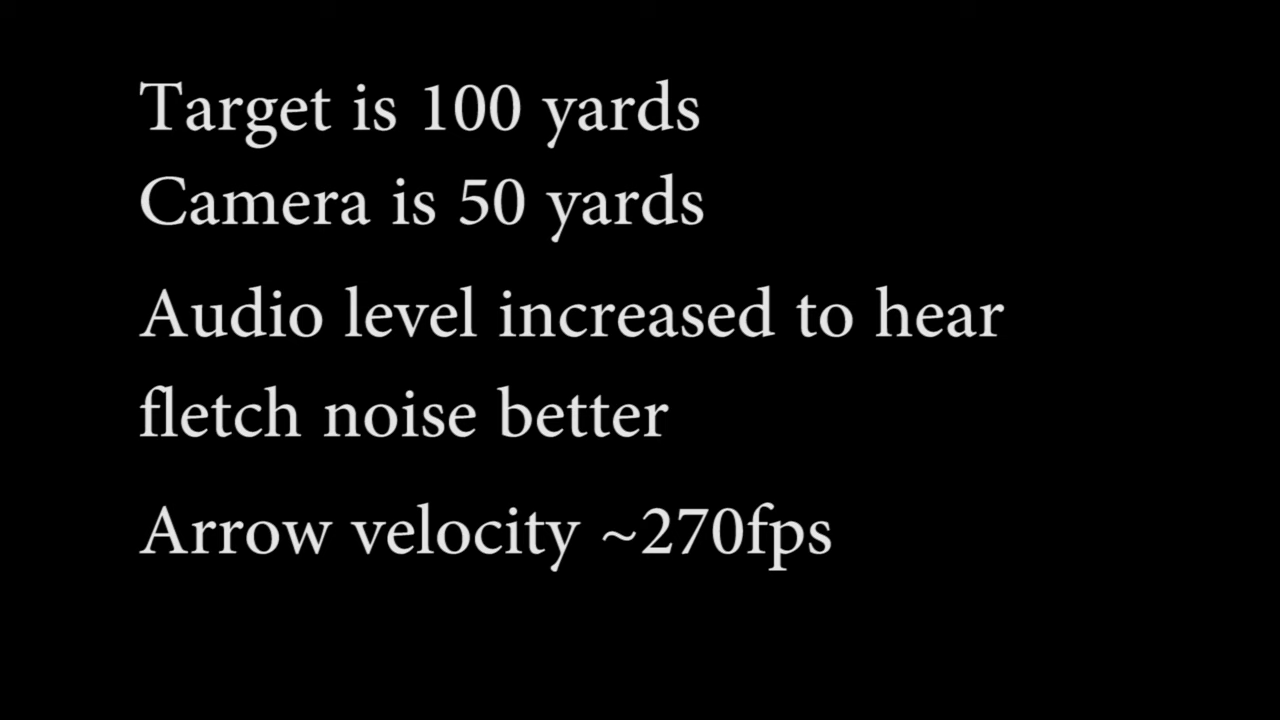 Target is 100 yards
Camera is 50 yards
Audio level increased to hear
fletch noise better
Arrow velocity ~270fps